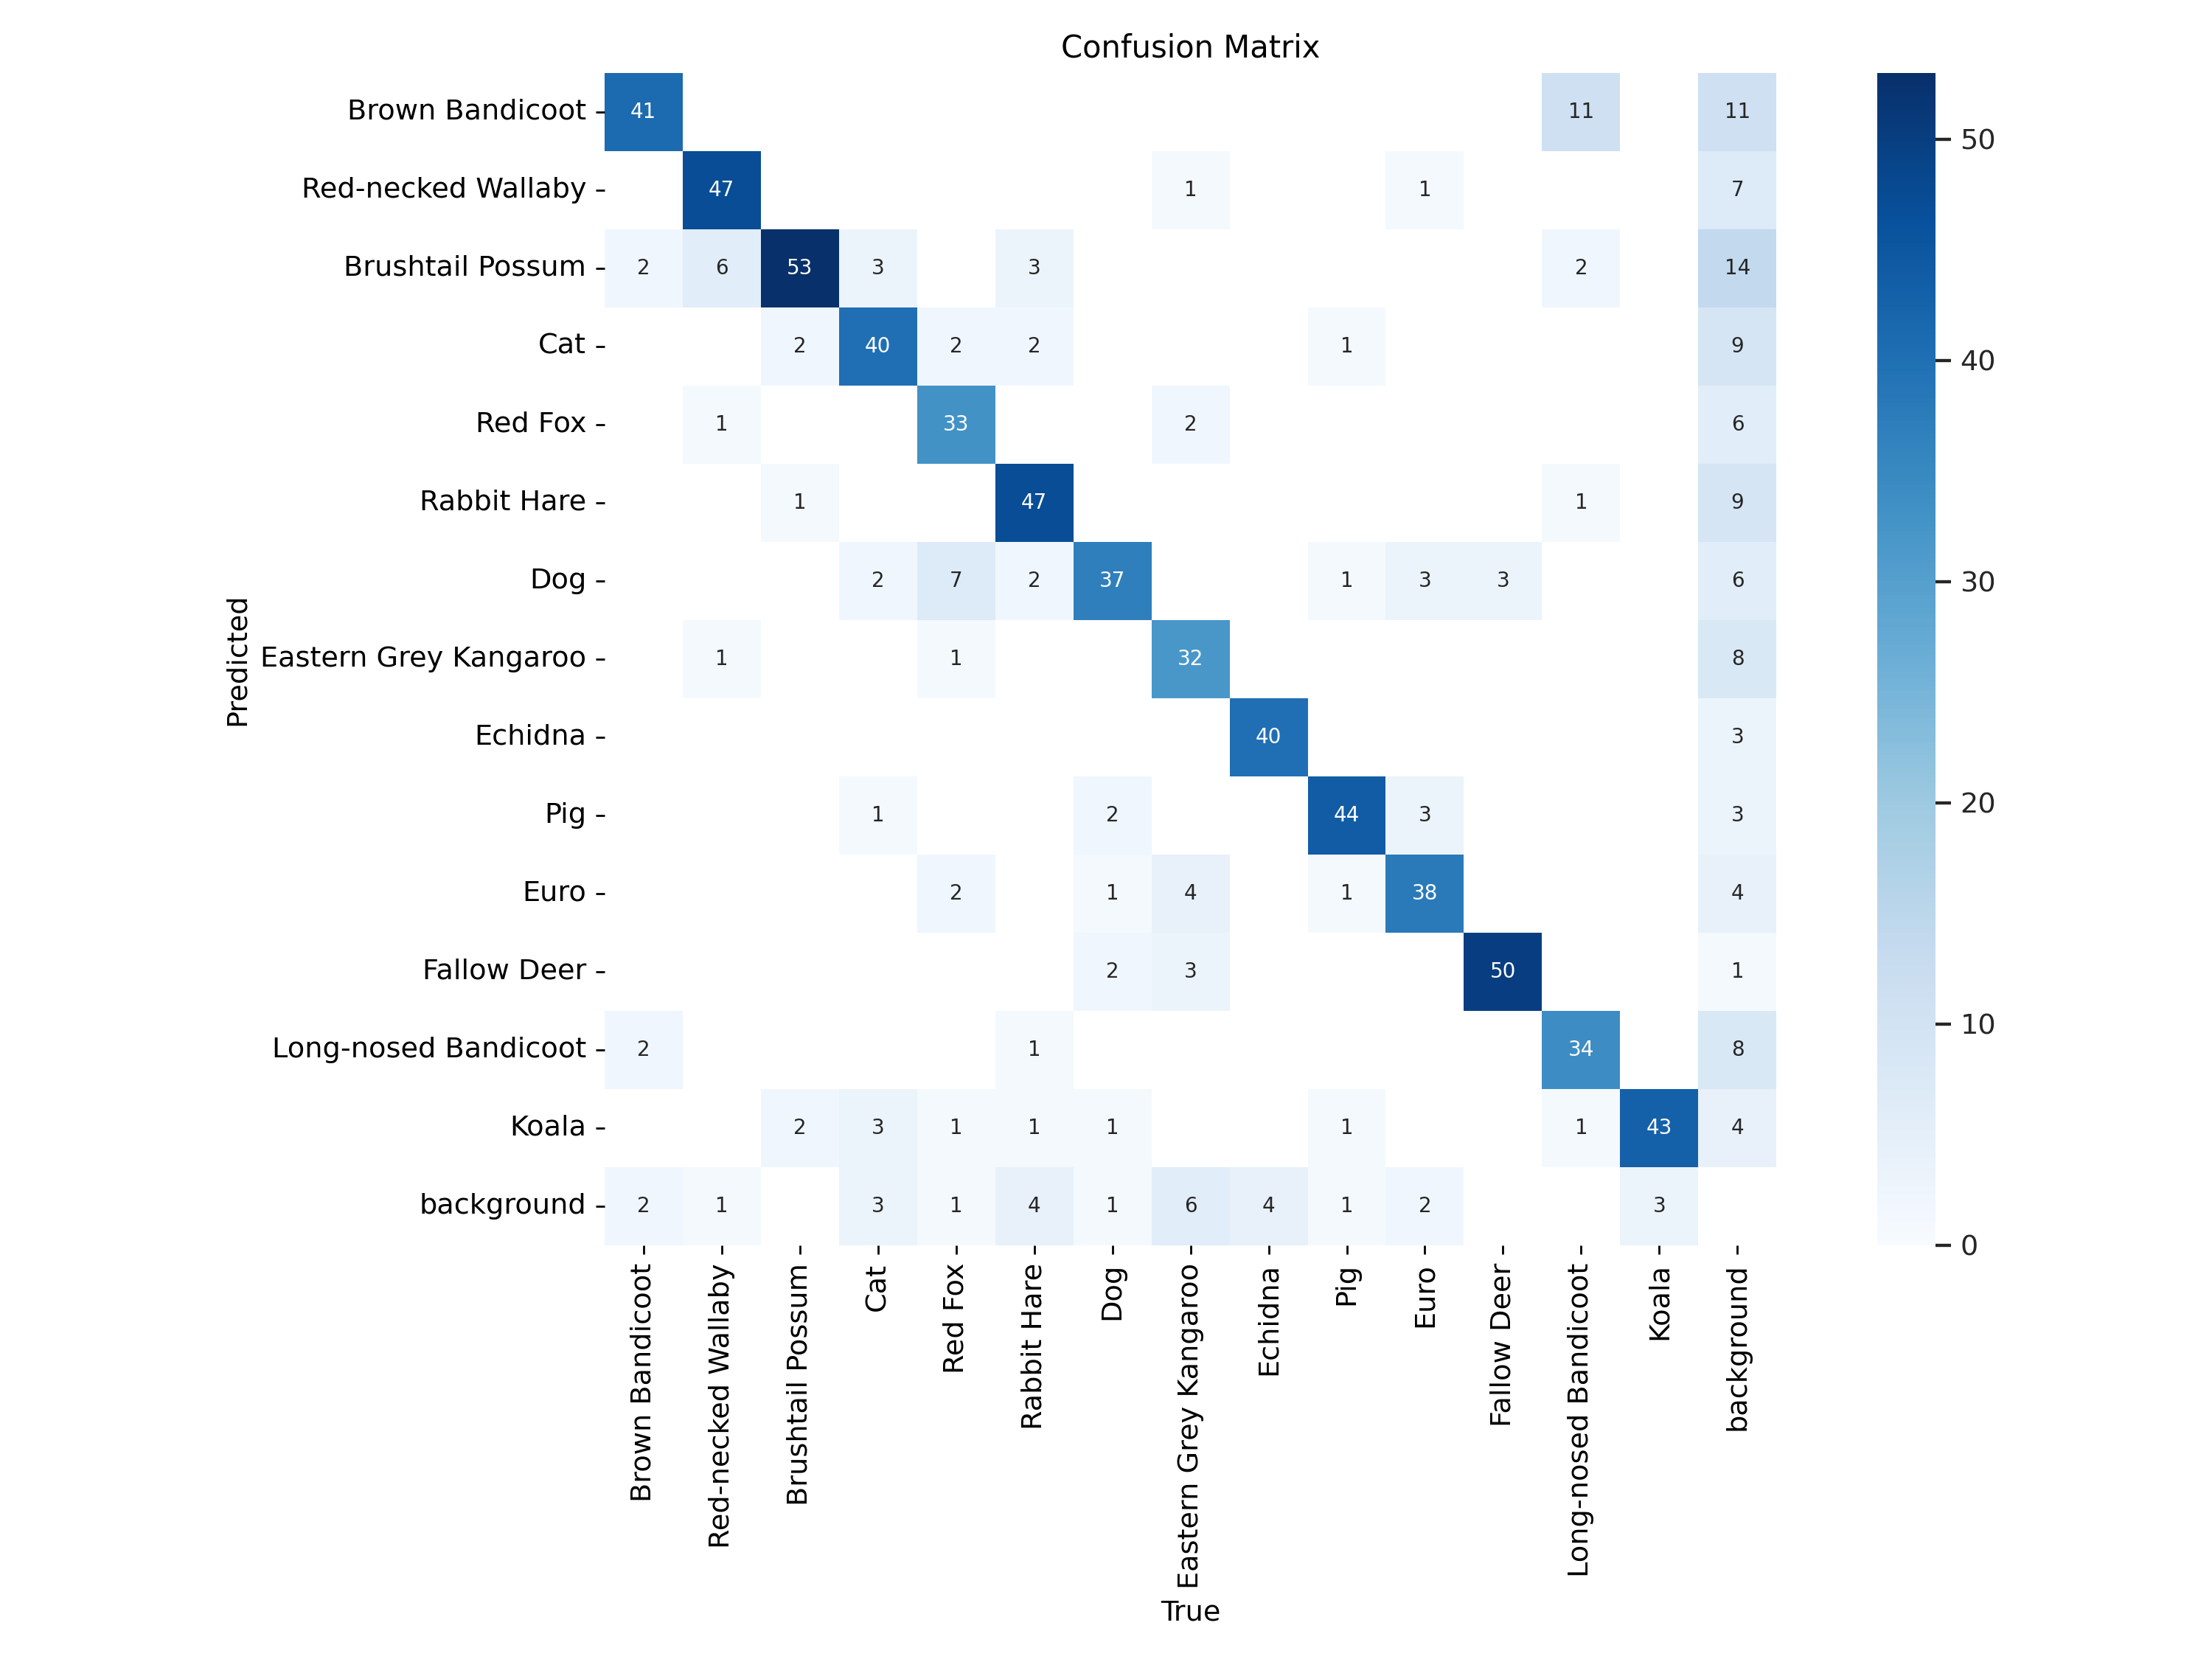 Confusion Matrix
Brown Bandicoot 41 11 11
Red-necked Wallaby 47 1 1 7
Brushtail Possum 2 6 53 3 3 2 14
Cat 2 40 2 2 1 9
Red Fox 1 33 2 6
Rabbit Hare 1 47 1 9
Dog 2 7 2 37 1 3 3 6
Eastern Grey Kangaroo 1 1 32 8
Echidna 40 3
Pig 1 2 44 3 3
Euro 2 1 4 1 38 4
Fallow Deer 2 3 50 1
Long-nosed Bandicoot 2 1 34 8
Koala 2 3 1 1 1 1 1 43 4
background 2 1 3 1 4 1 6 4 1 2 3
Predicted
Brown Bandicoot
Red-necked Wallaby
Brushtail Possum
Cat
Red Fox
Rabbit Hare
Dog
Eastern Grey Kangaroo
Echidna
Pig
Euro
Fallow Deer
Long-nosed Bandicoot
Koala
background
True
50
40
30
20
10
0